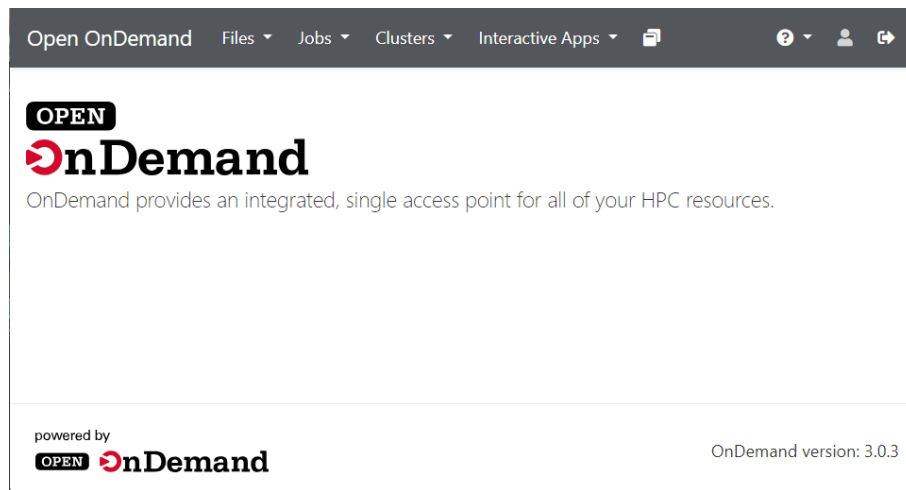 Open OnDemand Files Jobs Clusters Interactive Apps
OPEN
OnDemand
OnDemand provides an integrated, single access point for all of your HPC resources.
powered by
OPEN OnDemand
OnDemand version: 3.0.3